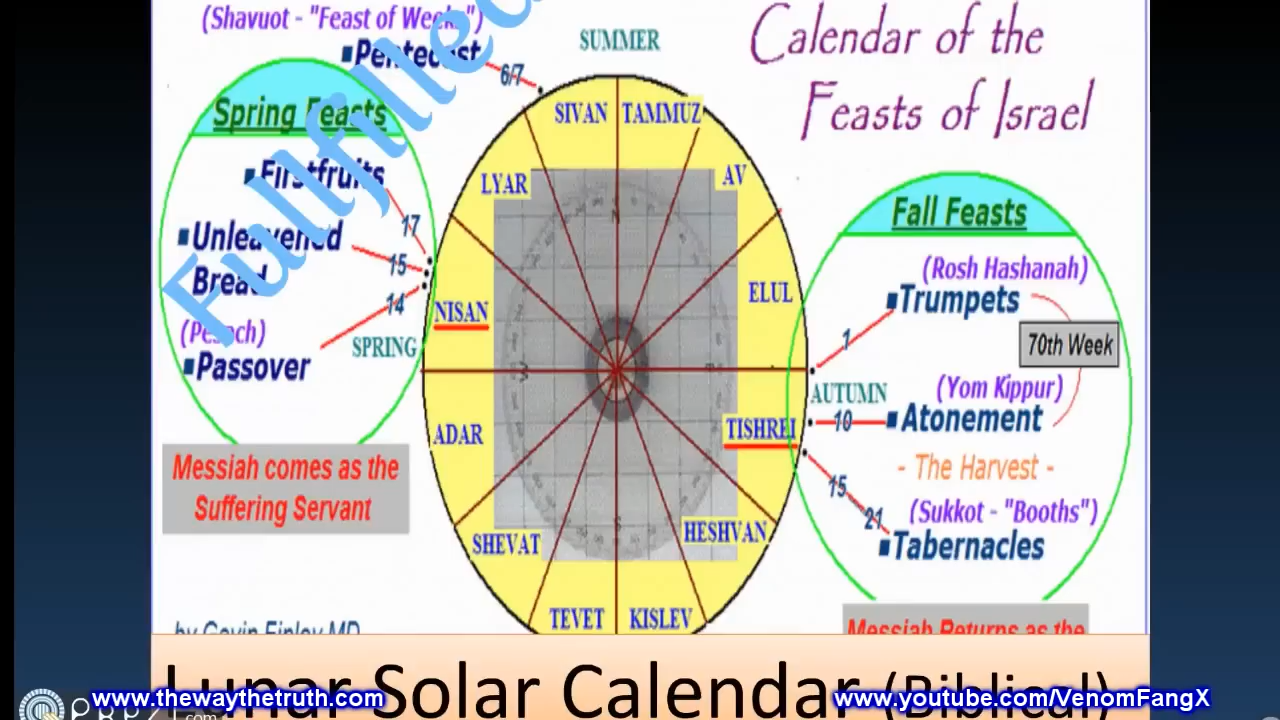 (Shavuot - "Feast of Weeks")
Pentecost
6/7
SUMMER
Calendar of the
Feasts of Israel
Fullfilled
Spring Feasts
Firstfruits
17
Unleavened
Bread
15
14
(Pesach)
Passover
SPRING
Messiah comes as the
Suffering Servant
SIVAN
TAMMUZ
LYAR
AV
NISAN
ELUL
ADAR
TISHREI
SHEVAT
HESHVAN
TEVET
KISLEV
N
S
Fall Feasts
(Rosh Hashanah)
Trumpets
1
70th Week
AUTUMN
(Yom Kippur)
10
Atonement
- The Harvest -
15
21
(Sukkot - "Booths")
Tabernacles
by Gavin Finley MD
Messiah Returns as the
Lunar Solar Calendar (Biblical)
www.thewaythetruth.com
www.youtube.com/VenomFangX